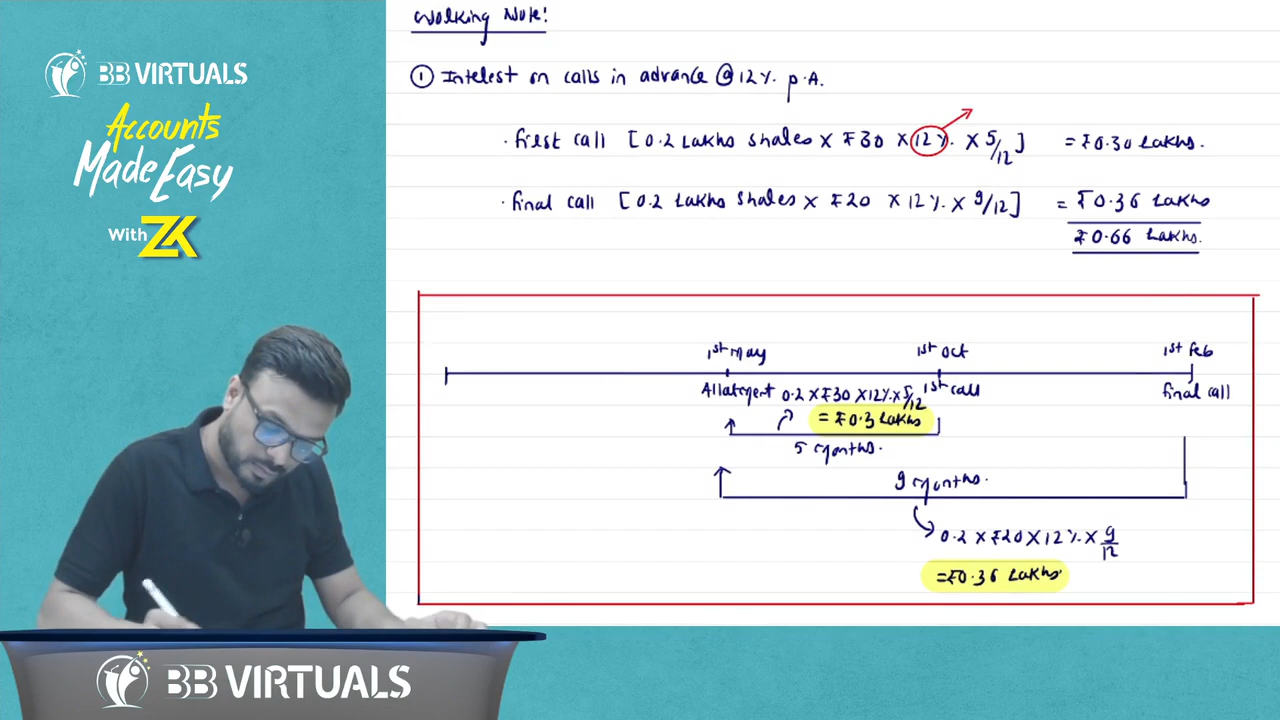 BB VIRTUALS
Accounts
Made Easy
With ZK
Working Note:
① Interest on calls in advance @ 12% p.A.
· first call [0.2 Lakhs shares × ₹30 × 12% × 5/12] = ₹0.30 Lakhs.
· final call [0.2 Lakhs shares × ₹20 × 12% × 9/12] = ₹0.36 Lakhs
₹0.66 Lakhs.
1st May 1st Oct 1st Feb
Allotment 0.2 × ₹30 × 12% × 5/12 1st call final call
= ₹0.3 Lakhs
5 months.
9 months.
0.2 × ₹20 × 12% × 9/12
= ₹0.36 Lakhs.
BB VIRTUALS